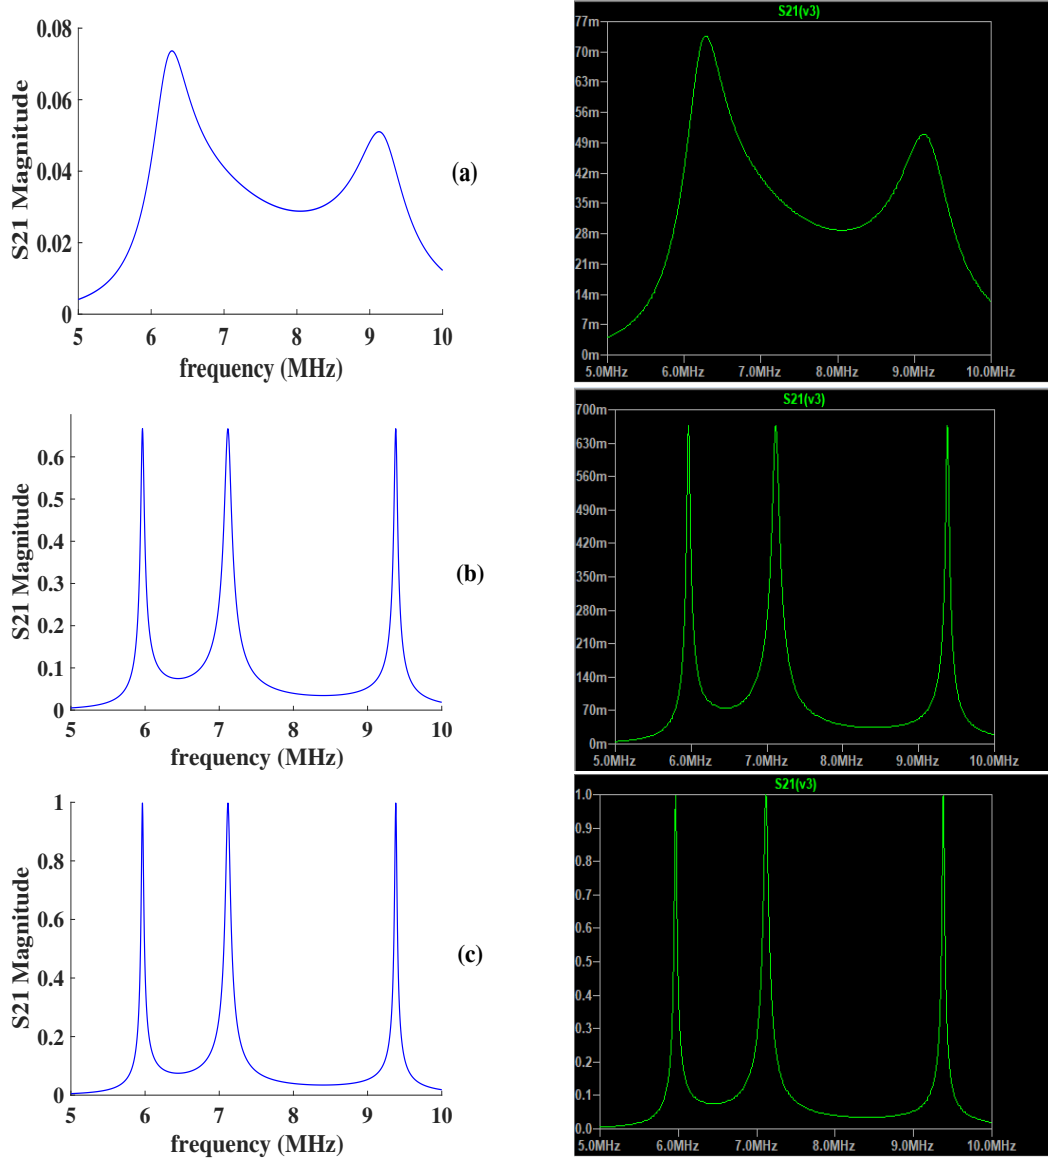 S21 Magnitude
0.08
0.06
0.04
0.02
0
5
6
7
8
9
10
frequency (MHz)
(a)
S21(v3)
77m
70m
63m
56m
49m
42m
35m
28m
21m
14m
7m
0m
5.0MHz
6.0MHz
7.0MHz
8.0MHz
9.0MHz
10.0MHz
S21 Magnitude
0.6
0.5
0.4
0.3
0.2
0.1
0
5
6
7
8
9
10
frequency (MHz)
(b)
S21(v3)
700m
630m
560m
490m
420m
350m
280m
210m
140m
70m
0m
5.0MHz
6.0MHz
7.0MHz
8.0MHz
9.0MHz
10.0MHz
S21 Magnitude
1
0.8
0.6
0.4
0.2
0
5
6
7
8
9
10
frequency (MHz)
(c)
S21(v3)
1.0
0.9
0.8
0.7
0.6
0.5
0.4
0.3
0.2
0.1
0.0
5.0MHz
6.0MHz
7.0MHz
8.0MHz
9.0MHz
10.0MHz